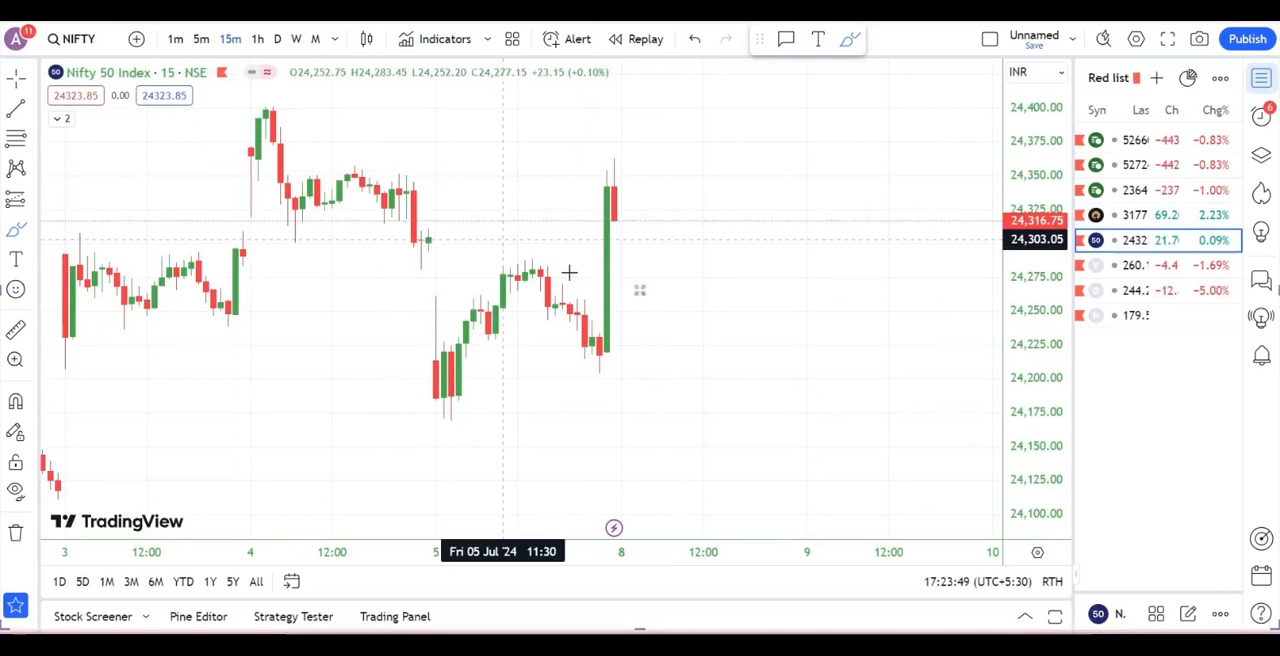 A 11 NIFTY 1m 5m 15m 1h D W M Indicators Alert Replay Unnamed Save Publish
50 Nifty 50 Index · 15 · NSE O24,252.75 H24,283.45 L24,252.20 C24,277.15 +23.15 (+0.10%) INR Red list
24323.85 0.00 24323.85
2
Syn Las Ch Chg%
24,400.00
24,375.00
24,350.00
24,325.00
24,316.75
24,303.05
24,275.00
24,250.00
24,225.00
24,200.00
24,175.00
24,150.00
24,125.00
24,100.00
5266 −443 −0.83%
5272 −442 −0.83%
2364 −237 −1.00%
3177 69.2 2.23%
50 2432 21.7 0.09%
V 260. −4.4 −1.69%
D 244. −12. −5.00%
N 179.
6
TradingView
3 12:00 4 12:00 5 Fri 05 Jul '24 11:30 8 12:00 9 12:00 10
1D 5D 1M 3M 6M YTD 1Y 5Y All 17:23:49 (UTC+5:30) RTH
Stock Screener Pine Editor Strategy Tester Trading Panel 50 N.